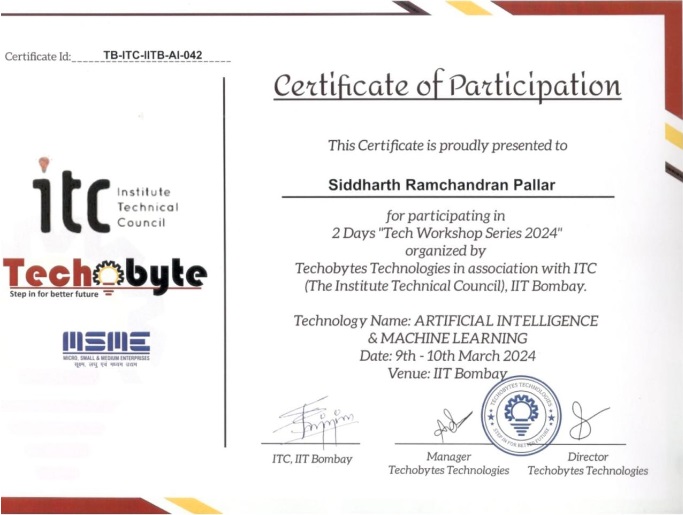 Certificate Id: TB-ITC-IITB-AI-042
Certificate of Participation
This Certificate is proudly presented to
Siddharth Ramchandran Pallar
for participating in
2 Days "Tech Workshop Series 2024"
organized by
Techobytes Technologies in association with ITC
(The Institute Technical Council), IIT Bombay.
Technology Name: ARTIFICIAL INTELLIGENCE
& MACHINE LEARNING
Date: 9th - 10th March 2024
Venue: IIT Bombay
itc Institute
Technical
Council
Techobyte
Step in for better future
MSME
MICRO, SMALL & MEDIUM ENTERPRISES
सूक्ष्म, लघु एवं मध्यम उद्यम
TECHOBYTES TECHNOLOGIES
STEP IN FOR BETTER FUTURE
ITC, IIT Bombay
Manager
Techobytes Technologies
Director
Techobytes Technologies